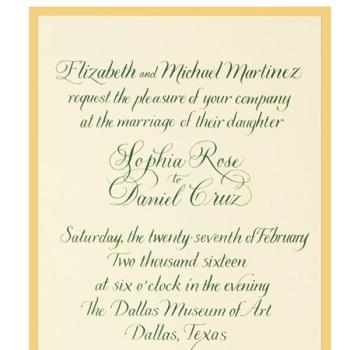 Elizabeth and Michael Martinez
request the pleasure of your company
at the marriage of their daughter
Sophia Rose
to
Daniel Cruz
Saturday, the twenty-seventh of February
Two thousand sixteen
at six o'clock in the evening
The Dallas Museum of Art
Dallas, Texas